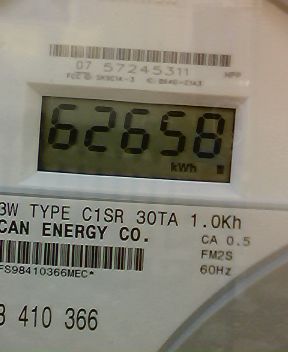 07 57245311
62658
kWh
3W TYPE C1SR 30TA 1.0Kh
CAN ENERGY CO.
CA 0.5
FM2S
60Hz
FS98410366MEC*
3 410 366